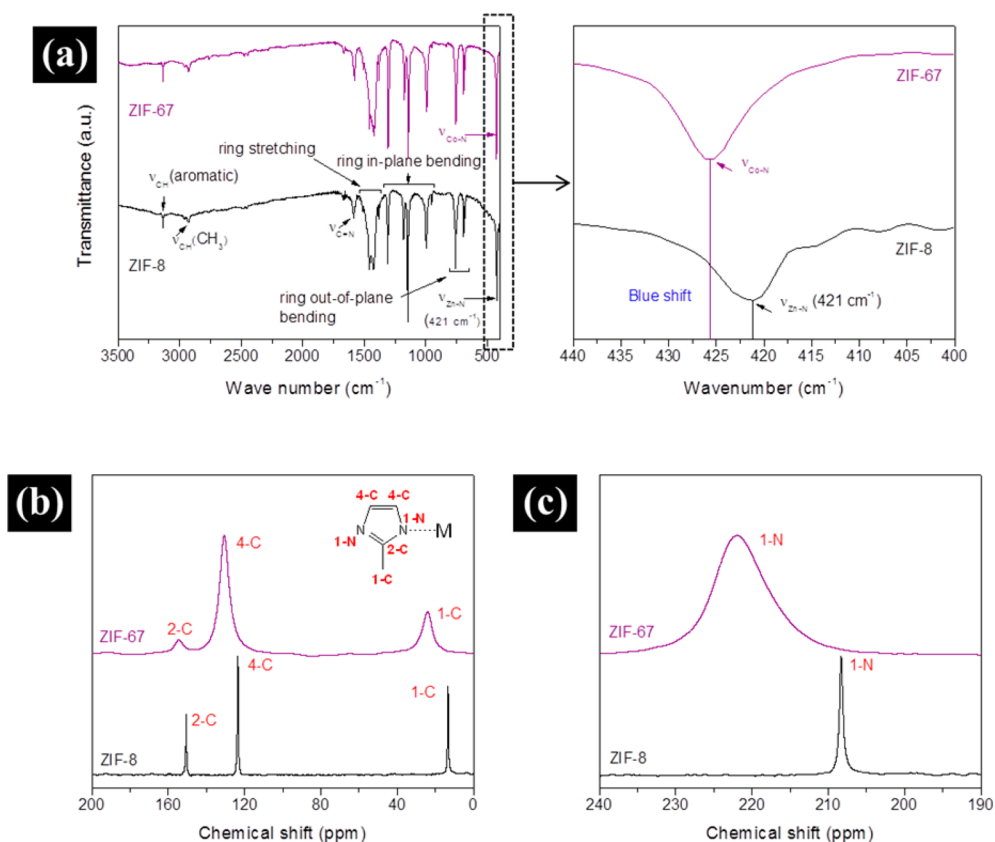 (a)
ZIF-67
ring stretching
ring in-plane bending
νCo-N
νCH(aromatic)
νCH(CH3)
νC=N
ZIF-8
ring out-of-plane
bending
νZn-N
(421 cm-1)
Transmittance (a.u.)
3500 3000 2500 2000 1500 1000 500
Wave number (cm-1)
ZIF-67
νCo-N
ZIF-8
Blue shift
νZn-N (421 cm-1)
440 435 430 425 420 415 410 405 400
Wavenumber (cm-1)
(b)
4-C 4-C
1-N
1-N M
2-C
1-C
4-C
2-C
1-C
ZIF-67
4-C
1-C
2-C
ZIF-8
200 160 120 80 40 0
Chemical shift (ppm)
(c)
1-N
ZIF-67
1-N
ZIF-8
240 230 220 210 200 190
Chemical shift (ppm)